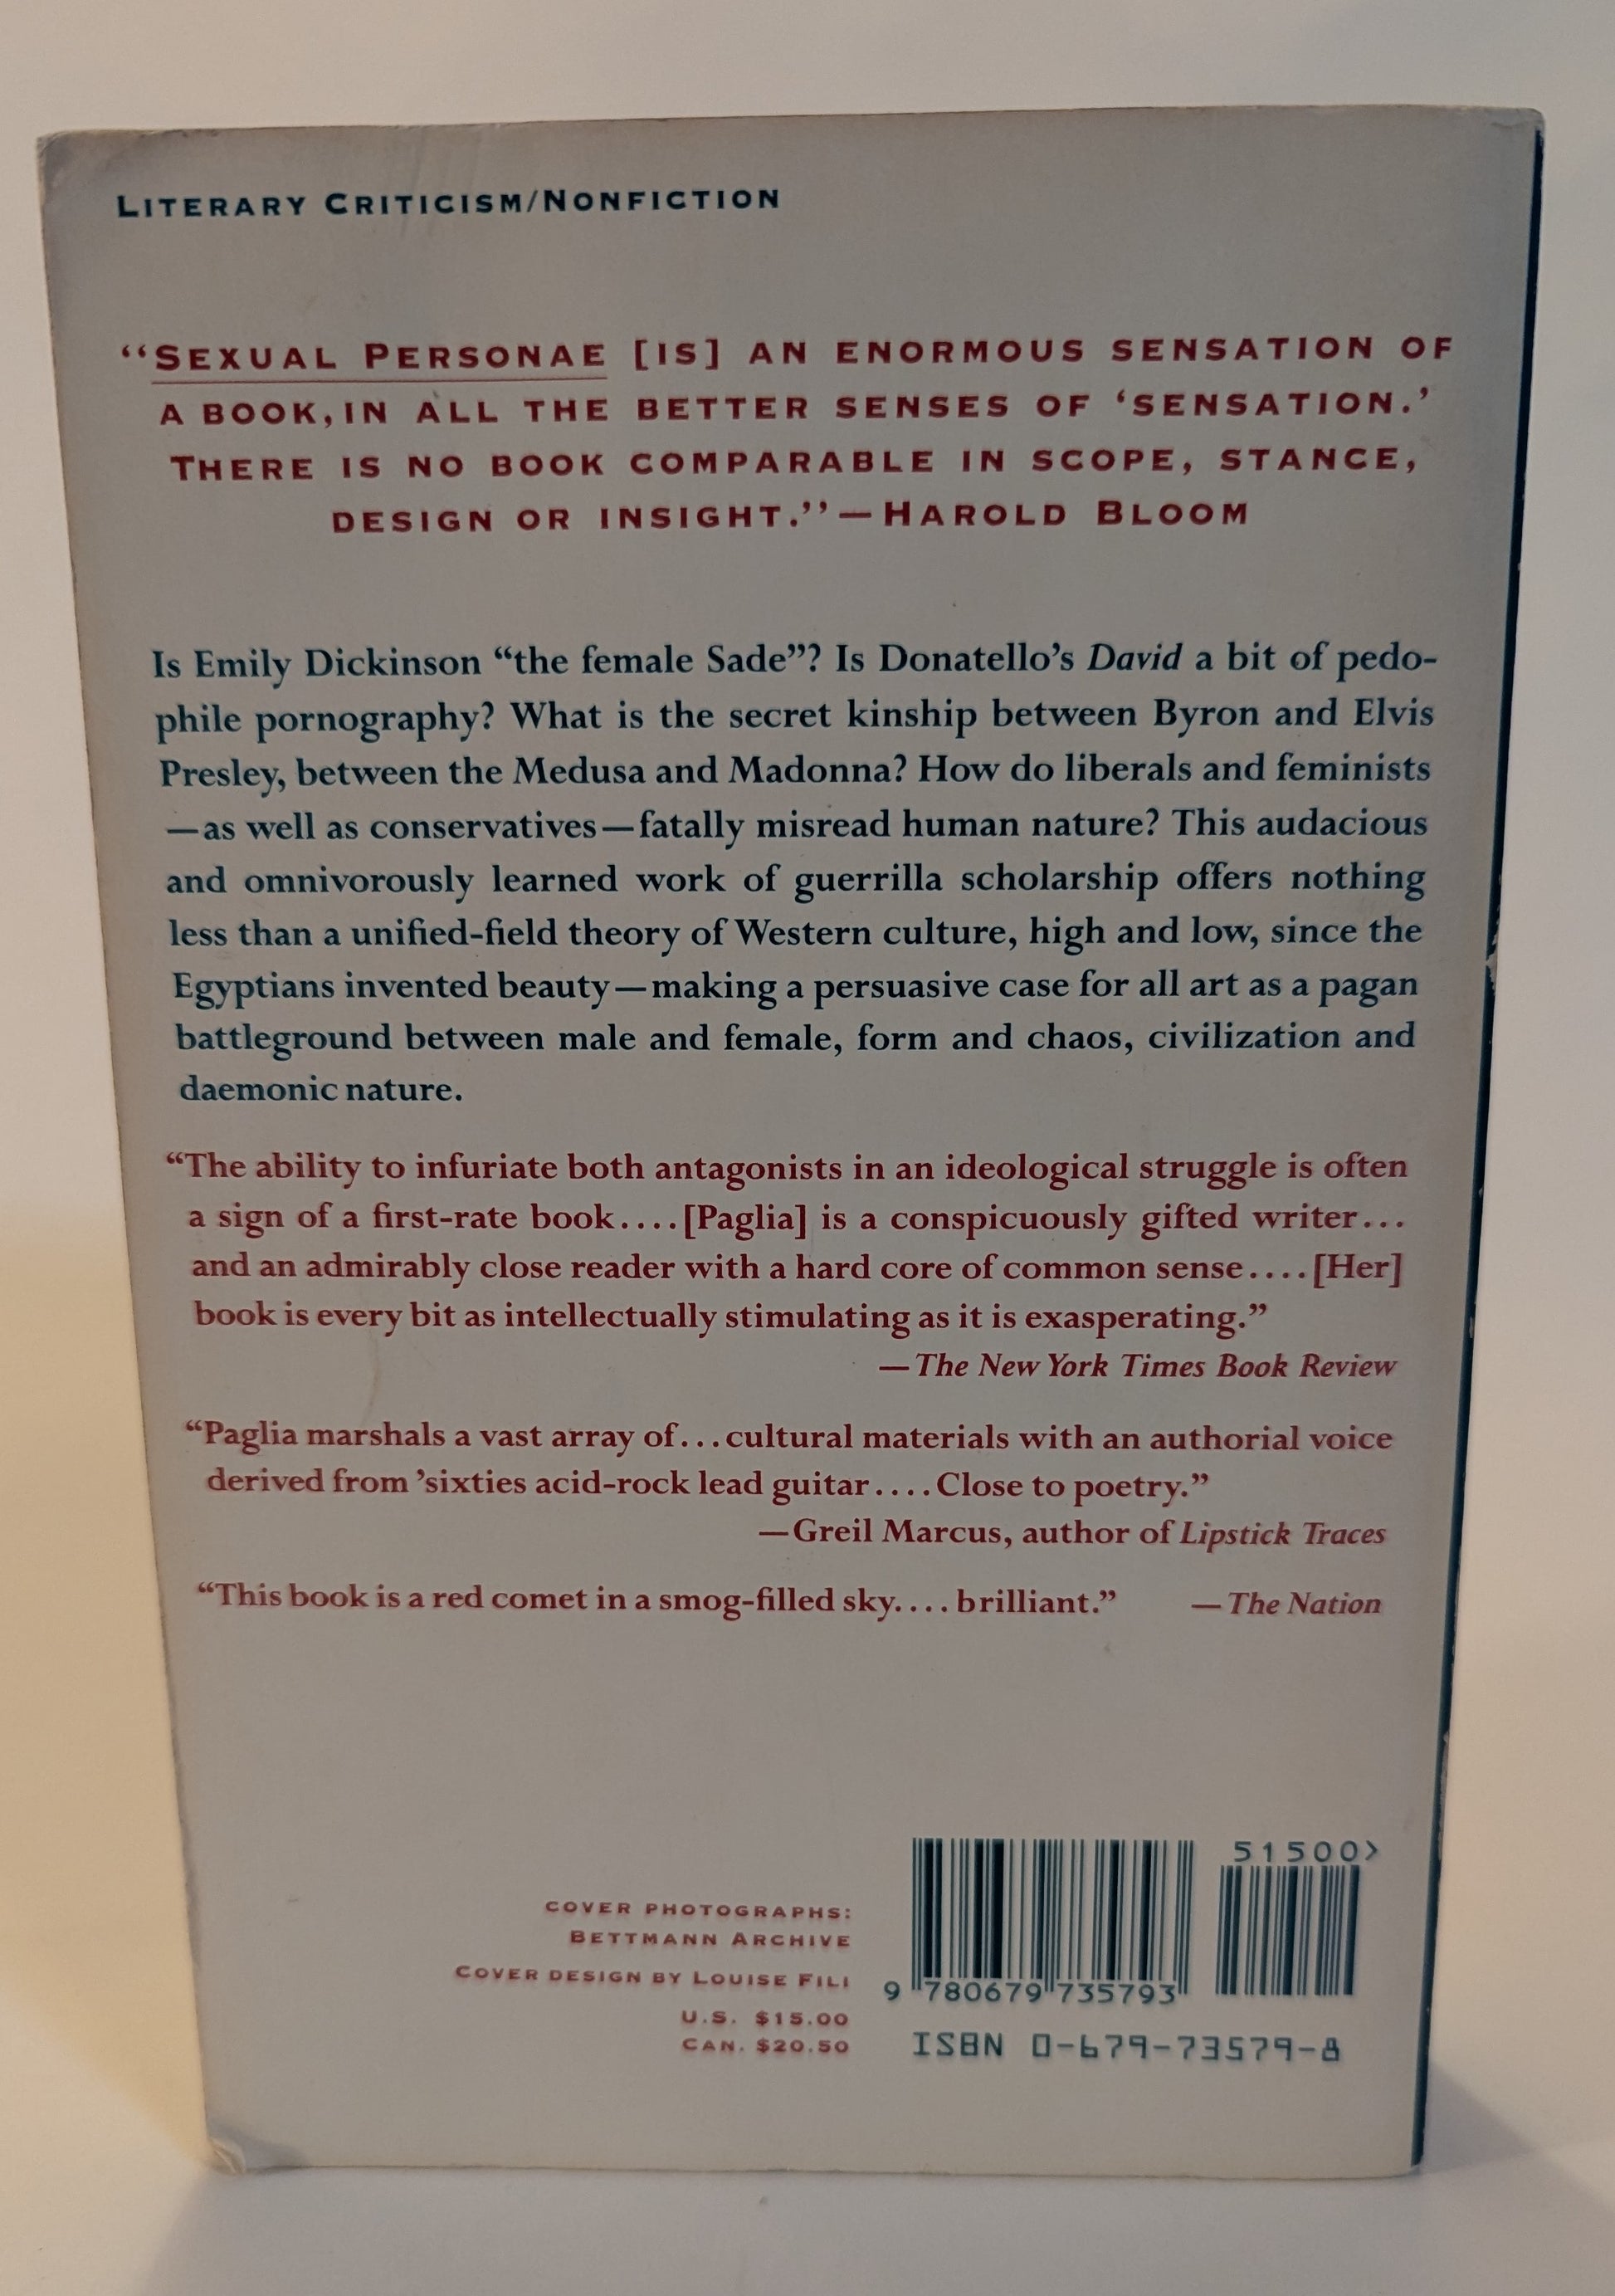 LITERARY CRITICISM/NONFICTION
“SEXUAL PERSONAE [IS] AN ENORMOUS SENSATION OF
A BOOK, IN ALL THE BETTER SENSES OF ‘SENSATION.’
THERE IS NO BOOK COMPARABLE IN SCOPE, STANCE,
DESIGN OR INSIGHT.”—HAROLD BLOOM
Is Emily Dickinson “the female Sade”? Is Donatello’s David a bit of pedo-
phile pornography? What is the secret kinship between Byron and Elvis
Presley, between the Medusa and Madonna? How do liberals and feminists
—as well as conservatives—fatally misread human nature? This audacious
and omnivorously learned work of guerrilla scholarship offers nothing
less than a unified-field theory of Western culture, high and low, since the
Egyptians invented beauty—making a persuasive case for all art as a pagan
battleground between male and female, form and chaos, civilization and
daemonic nature.
“The ability to infuriate both antagonists in an ideological struggle is often
a sign of a first-rate book....[Paglia] is a conspicuously gifted writer...
and an admirably close reader with a hard core of common sense....[Her]
book is every bit as intellectually stimulating as it is exasperating.”
—The New York Times Book Review
“Paglia marshals a vast array of...cultural materials with an authorial voice
derived from ’sixties acid-rock lead guitar....Close to poetry.”
—Greil Marcus, author of Lipstick Traces
“This book is a red comet in a smog-filled sky....brilliant.” —The Nation
51500>
COVER PHOTOGRAPHS:
BETTMANN ARCHIVE
COVER DESIGN BY LOUISE FILI
U.S. $15.00
CAN. $20.50
9 780679 735793
ISBN 0-679-73579-8